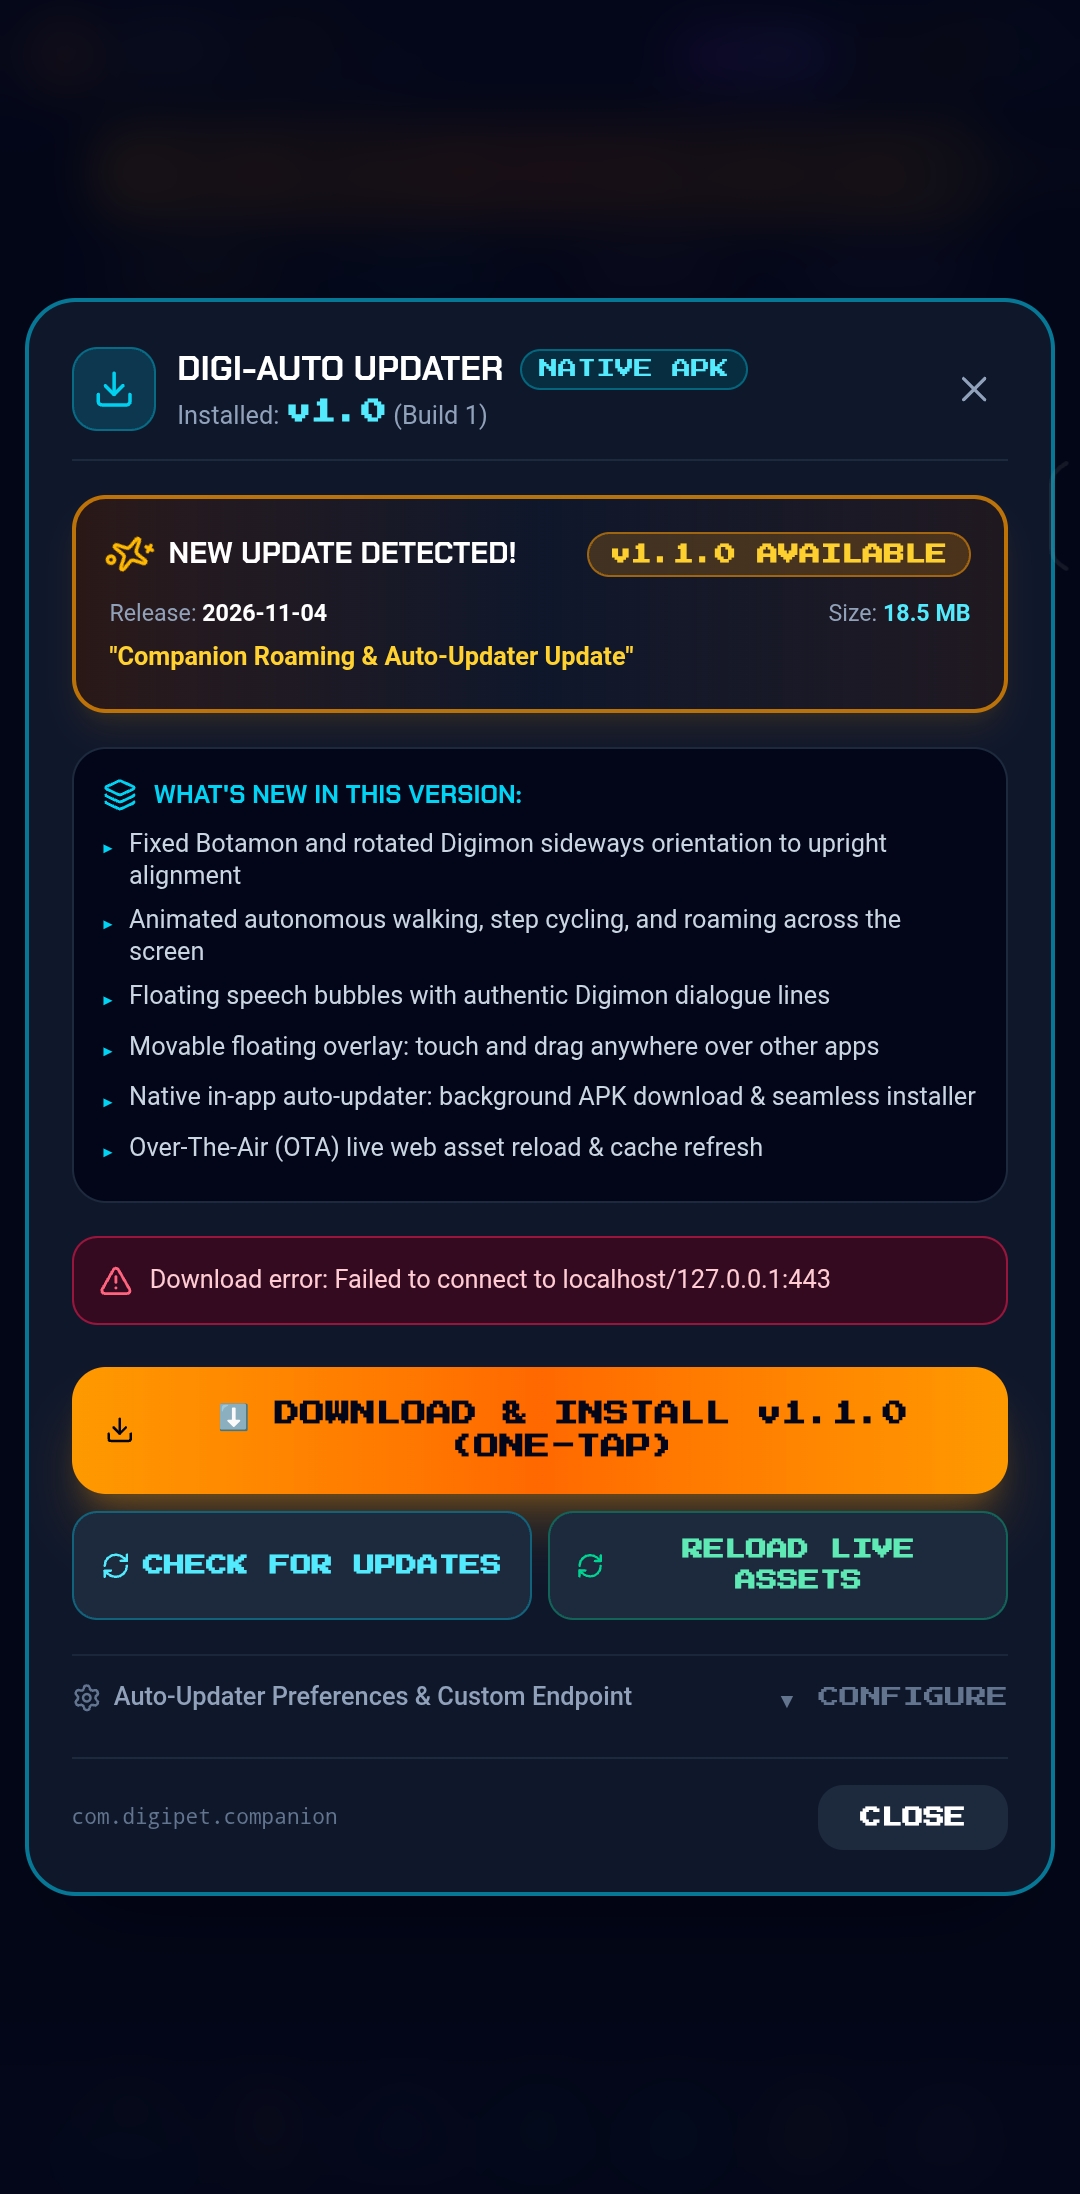 DIGI-AUTO UPDATER NATIVE APK
Installed: v1.0 (Build 1)
NEW UPDATE DETECTED! v1.1.0 AVAILABLE
Release: 2026-11-04 Size: 18.5 MB
"Companion Roaming & Auto-Updater Update"
WHAT'S NEW IN THIS VERSION:
▸ Fixed Botamon and rotated Digimon sideways orientation to upright
alignment
▸ Animated autonomous walking, step cycling, and roaming across the
screen
▸ Floating speech bubbles with authentic Digimon dialogue lines
▸ Movable floating overlay: touch and drag anywhere over other apps
▸ Native in-app auto-updater: background APK download & seamless installer
▸ Over-The-Air (OTA) live web asset reload & cache refresh
Download error: Failed to connect to localhost/127.0.0.1:443
⬇️ DOWNLOAD & INSTALL v1.1.0
(ONE-TAP)
CHECK FOR UPDATES
RELOAD LIVE
ASSETS
Auto-Updater Preferences & Custom Endpoint ▼ CONFIGURE
com.digipet.companion CLOSE